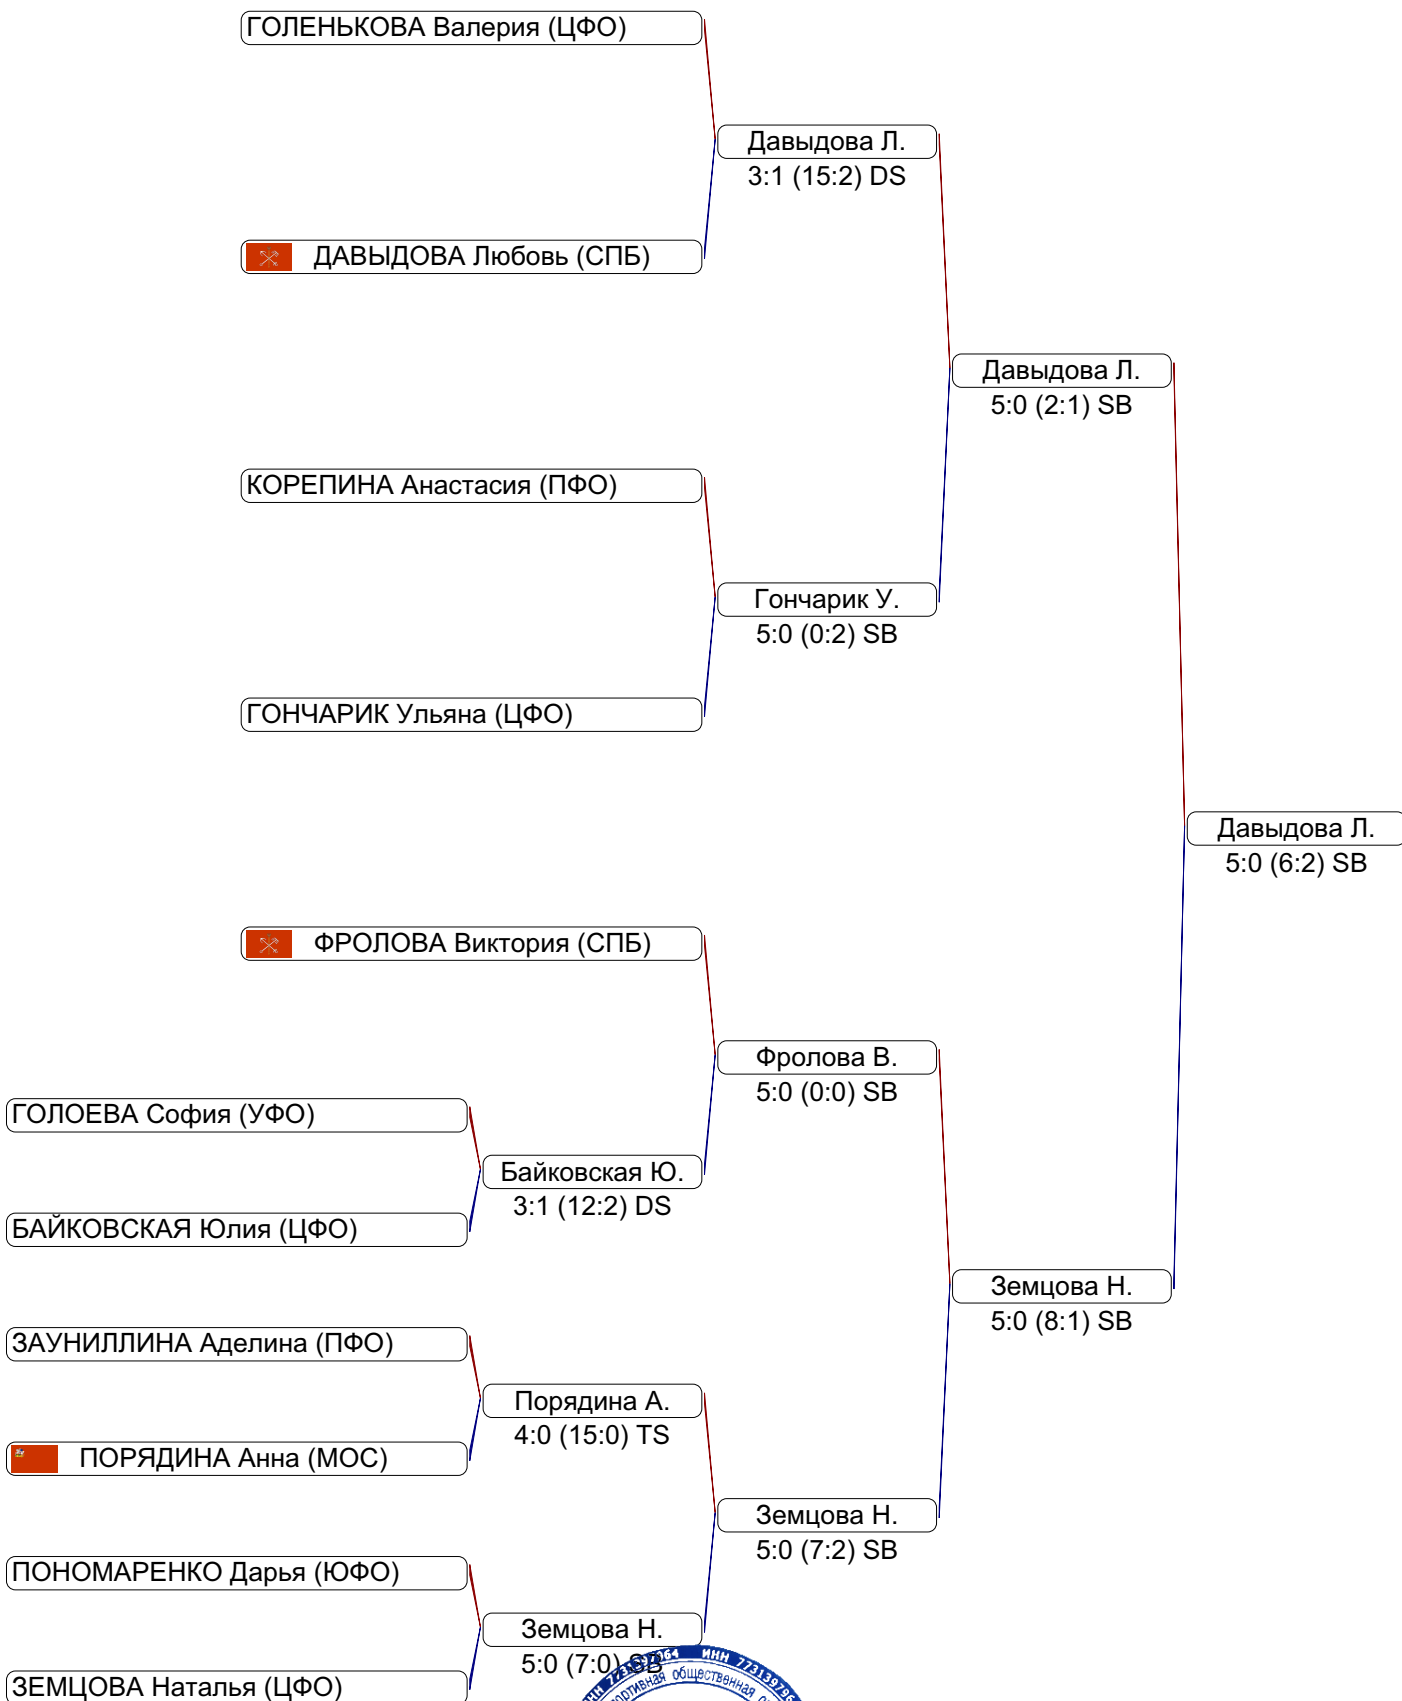 ГОЛЕНЬКОВА Валерия (ЦФО)
Давыдова Л.
3:1 (15:2) DS
ДАВЫДОВА Любовь (СПБ)
Давыдова Л.
5:0 (2:1) SB
КОРЕПИНА Анастасия (ПФО)
Гончарик У.
5:0 (0:2) SB
ГОНЧАРИК Ульяна (ЦФО)
Давыдова Л.
5:0 (6:2) SB
ФРОЛОВА Виктория (СПБ)
Фролова В.
5:0 (0:0) SB
ГОЛОЕВА София (УФО)
Байковская Ю.
3:1 (12:2) DS
БАЙКОВСКАЯ Юлия (ЦФО)
Земцова Н.
5:0 (8:1) SB
ЗАУНИЛЛИНА Аделина (ПФО)
Порядина А.
4:0 (15:0) TS
ПОРЯДИНА Анна (МОС)
Земцова Н.
5:0 (7:2) SB
ПОНОМАРЕНКО Дарья (ЮФО)
Земцова Н.
5:0 (7:0) SB
ЗЕМЦОВА Наталья (ЦФО)
ИНН
общественная